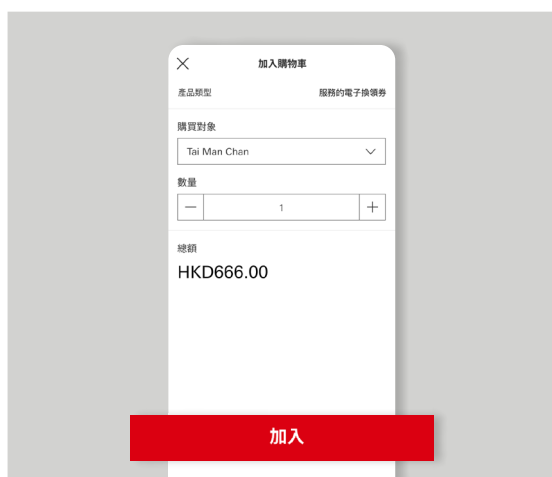 加入購物車
產品類型 服務的電子換領券
購買對象
Tai Man Chan
數量
1
總額
HKD666.00
加入